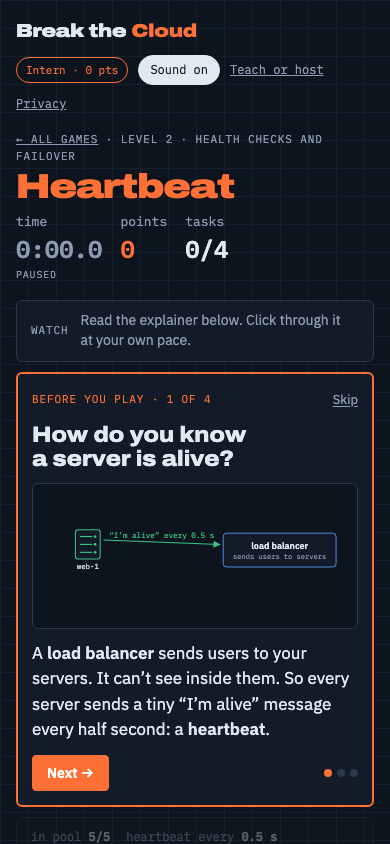 Break the Cloud
Intern · 0 pts
Sound on
Teach or host
Privacy
← ALL GAMES · LEVEL 2 · HEALTH CHECKS AND
FAILOVER
Heartbeat
time points tasks
0:00.0 0 0/4
PAUSED
WATCH
Read the explainer below. Click through it
at your own pace.
BEFORE YOU PLAY · 1 OF 4
Skip
How do you know
a server is alive?
“I’m alive” every 0.5 s
web-1
load balancer
sends users to servers
A load balancer sends users to your
servers. It can’t see inside them. So every
server sends a tiny “I’m alive” message
every half second: a heartbeat.
Next →
in pool 5/5 heartbeat every 0.5 s